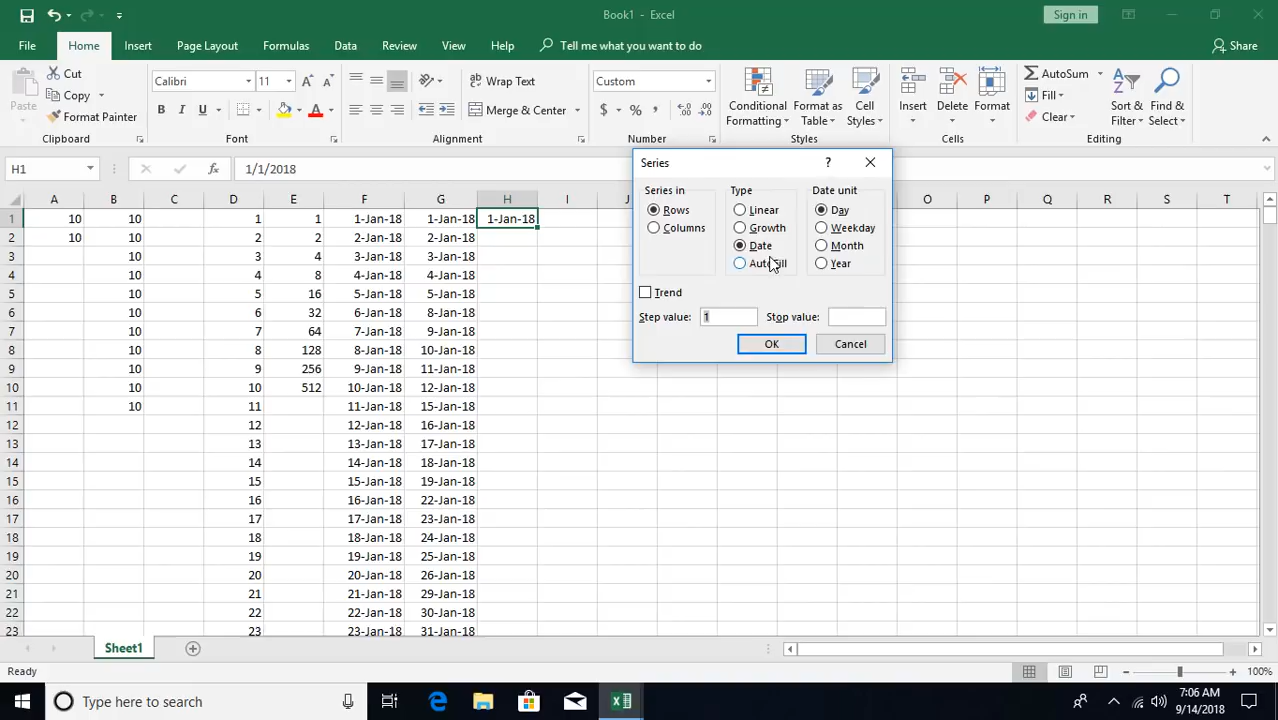 Book1 - Excel
Sign in
File Home Insert Page Layout Formulas Data Review View Help Tell me what you want to do Share
Paste
Cut
Copy
Format Painter
Clipboard
Calibri 11
B I U
Font
Wrap Text
Merge & Center
Alignment
Custom
$ % ,
Number
Conditional Formatting
Format as Table
Cell Styles
Styles
Insert Delete Format
Cells
AutoSum
Fill
Clear
Sort & Filter
Find & Select
Editing
H1 fx 1/1/2018
A B C D E F G H I J O P Q R S T
1 10 10 1 1 1-Jan-18 1-Jan-18 1-Jan-18
2 10 10 2 2 2-Jan-18 2-Jan-18
3 10 3 4 3-Jan-18 3-Jan-18
4 10 4 8 4-Jan-18 4-Jan-18
5 10 5 16 5-Jan-18 5-Jan-18
6 10 6 32 6-Jan-18 8-Jan-18
7 10 7 64 7-Jan-18 9-Jan-18
8 10 8 128 8-Jan-18 10-Jan-18
9 10 9 256 9-Jan-18 11-Jan-18
10 10 10 512 10-Jan-18 12-Jan-18
11 10 11 11-Jan-18 15-Jan-18
12 12 12-Jan-18 16-Jan-18
13 13 13-Jan-18 17-Jan-18
14 14 14-Jan-18 18-Jan-18
15 15 15-Jan-18 19-Jan-18
16 16 16-Jan-18 22-Jan-18
17 17 17-Jan-18 23-Jan-18
18 18 18-Jan-18 24-Jan-18
19 19 19-Jan-18 25-Jan-18
20 20 20-Jan-18 26-Jan-18
21 21 21-Jan-18 29-Jan-18
22 22 22-Jan-18 30-Jan-18
23 23 23-Jan-18 31-Jan-18
Series ?
Series in Type Date unit
Rows Linear Day
Columns Growth Weekday
Date Month
AutoFill Year
Trend
Step value: 1 Stop value:
OK Cancel
Sheet1
Ready 100%
Type here to search
7:06 AM
9/14/2018